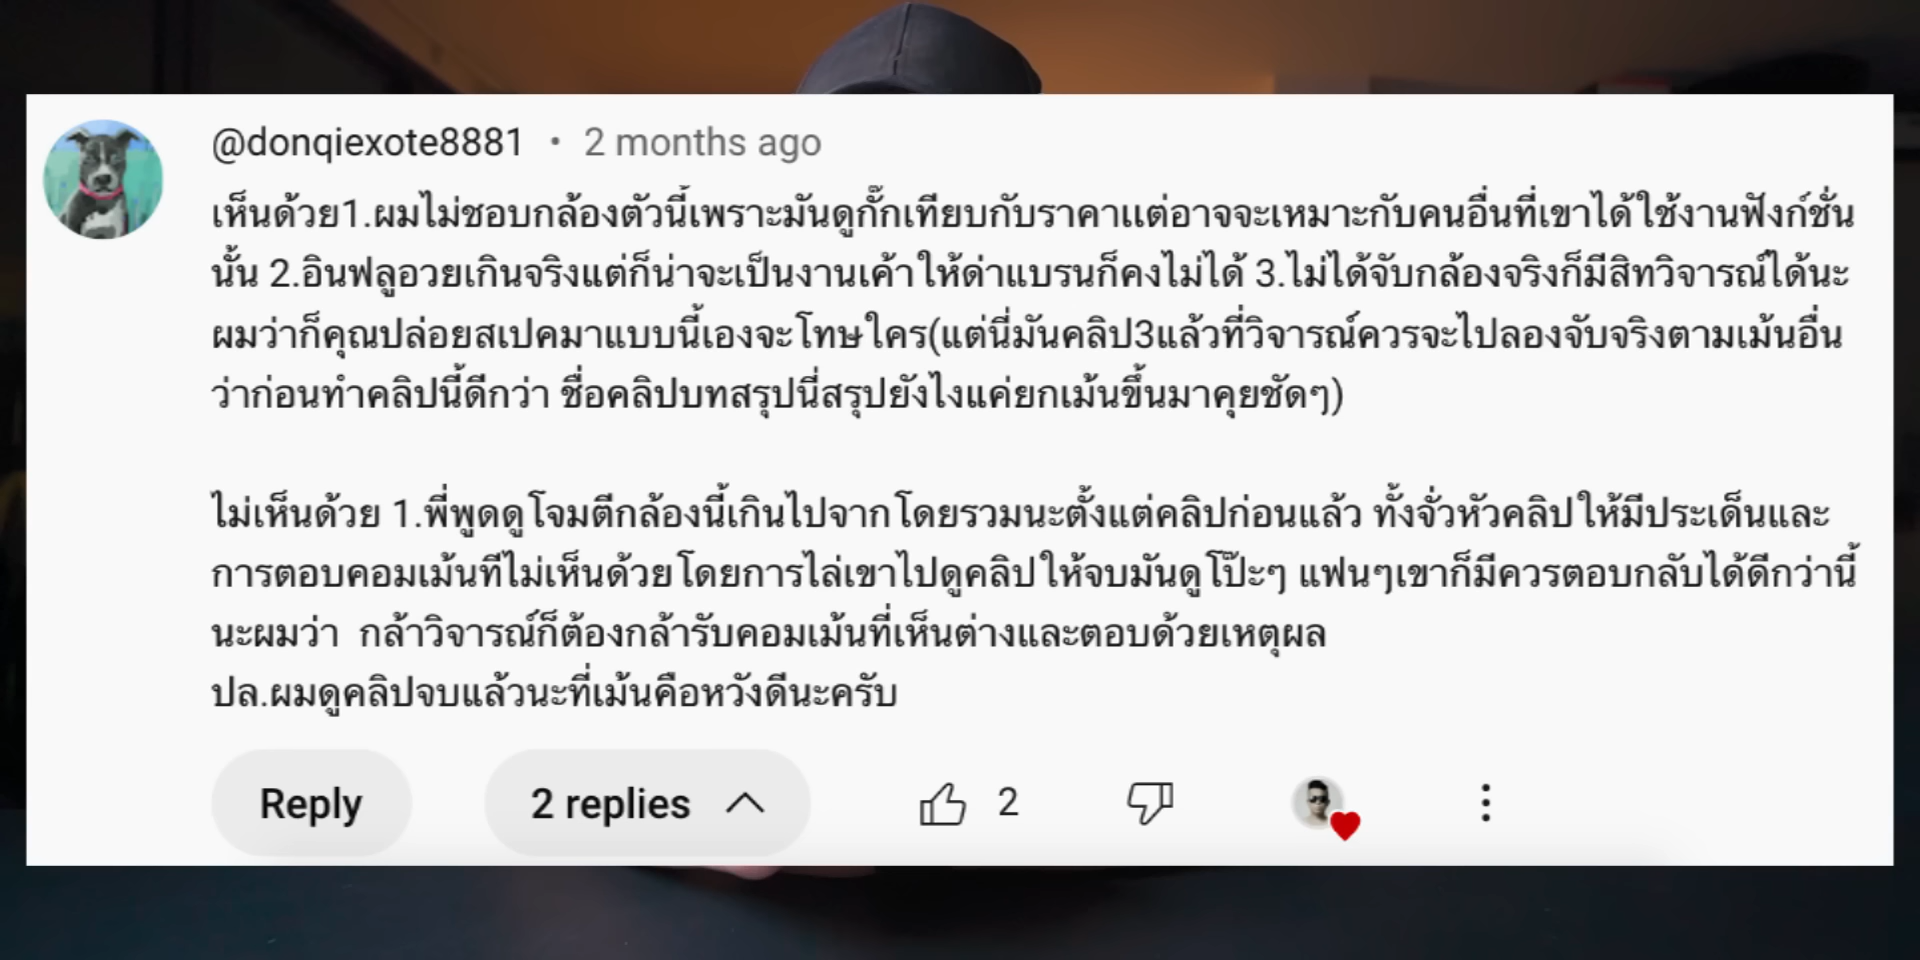 @donqiexote8881 • 2 months ago
เห็นด้วย1.ผมไม่ชอบกล้องตัวนี้เพราะมันดูกั๊กเทียบกับราคาแต่อาจจะเหมาะกับคนอื่นที่เขาได้ใช้งานฟังก์ชั่น
นั้น 2.อินฟลูอวยเกินจริงแต่ก็น่าจะเป็นงานเค้าให้ด่าแบรนก็คงไม่ได้ 3.ไม่ได้จับกล้องจริงก็มีสิทวิจารณ์ได้นะ
ผมว่าก็คุณปล่อยสเปคมาแบบนี้เองจะโทษใคร(แต่นี่มันคลิป3แล้วที่วิจารณ์ควรจะไปลองจับจริงตามเม้นอื่น
ว่าก่อนทำคลิปนี้ดีกว่า ชื่อคลิปบทสรุปนี่สรุปยังไงแค่ยกเม้นขึ้นมาคุยชัดๆ)
ไม่เห็นด้วย 1.พี่พูดดูโจมตีกล้องนี้เกินไปจากโดยรวมนะตั้งแต่คลิปก่อนแล้ว ทั้งจั่วหัวคลิปให้มีประเด็นและ
การตอบคอมเม้นทีไม่เห็นด้วยโดยการไล่เขาไปดูคลิปให้จบมันดูโป๊ะๆ แฟนๆเขาก็มีควรตอบกลับได้ดีกว่านี้
นะผมว่า กล้าวิจารณ์ก็ต้องกล้ารับคอมเม้นที่เห็นต่างและตอบด้วยเหตุผล
ปล.ผมดูคลิปจบแล้วนะที่เม้นคือหวังดีนะครับ
Reply 2 replies 2